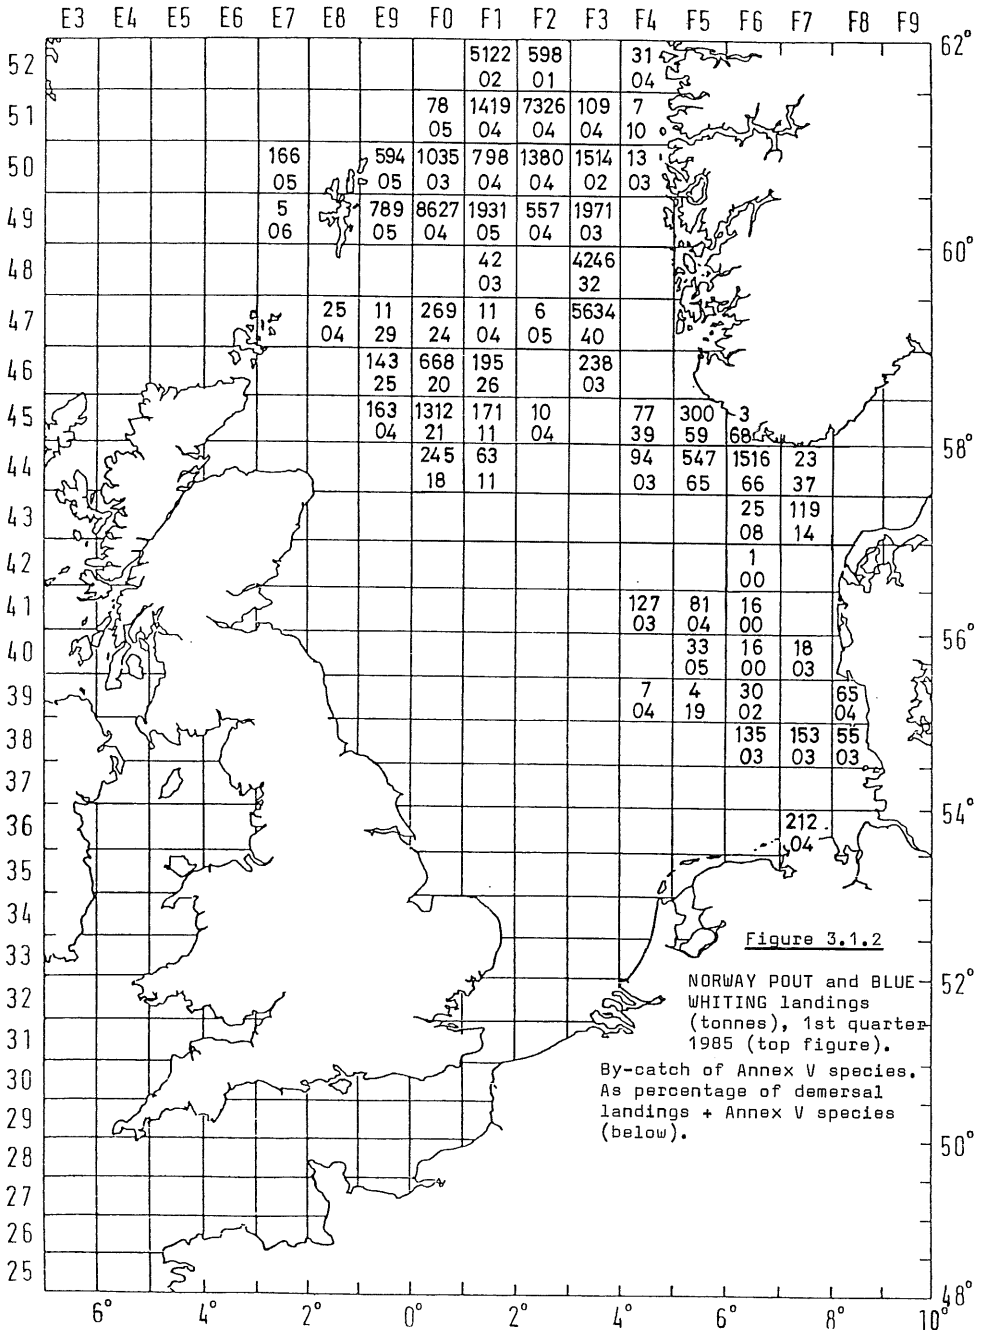 E3 E4 E5 E6 E7 E8 E9 F0 F1 F2 F3 F4 F5 F6 F7 F8 F9
62°
52 5122 598 31
02 01 04
51 78 1419 7326 109 7
05 04 04 04 10
50 166 594 1035 798 1380 1514 13
05 05 03 04 04 02 03
49 5 789 8627 1931 557 1971
06 05 04 05 04 03
60°
48 42 4246
03 32
47 25 11 269 11 6 5634
04 29 24 04 05 40
46 143 668 195 238
25 20 26 03
45 163 1312 171 10 77 300 3
04 21 11 04 39 59 68
58°
44 245 63 94 547 1516 23
18 11 03 65 66 37
43 25 119
08 14
42 1
00
41 127 81 16
03 04 00
56°
40 33 16 18
05 00 03
39 7 4 30 65
04 19 02 04
38 135 153 55
03 03 03
37
54°
36 212
04
35
34
33
Figure 3.1.2
32
52°
NORWAY POUT and BLUE
WHITING landings
(tonnes), 1st quarter
1985 (top figure).
31
30
By-catch of Annex V species.
As percentage of demersal
landings + Annex V species
(below).
29
50°
28
27
26
25
48°
6° 4° 2° 0° 2° 4° 6° 8° 10°